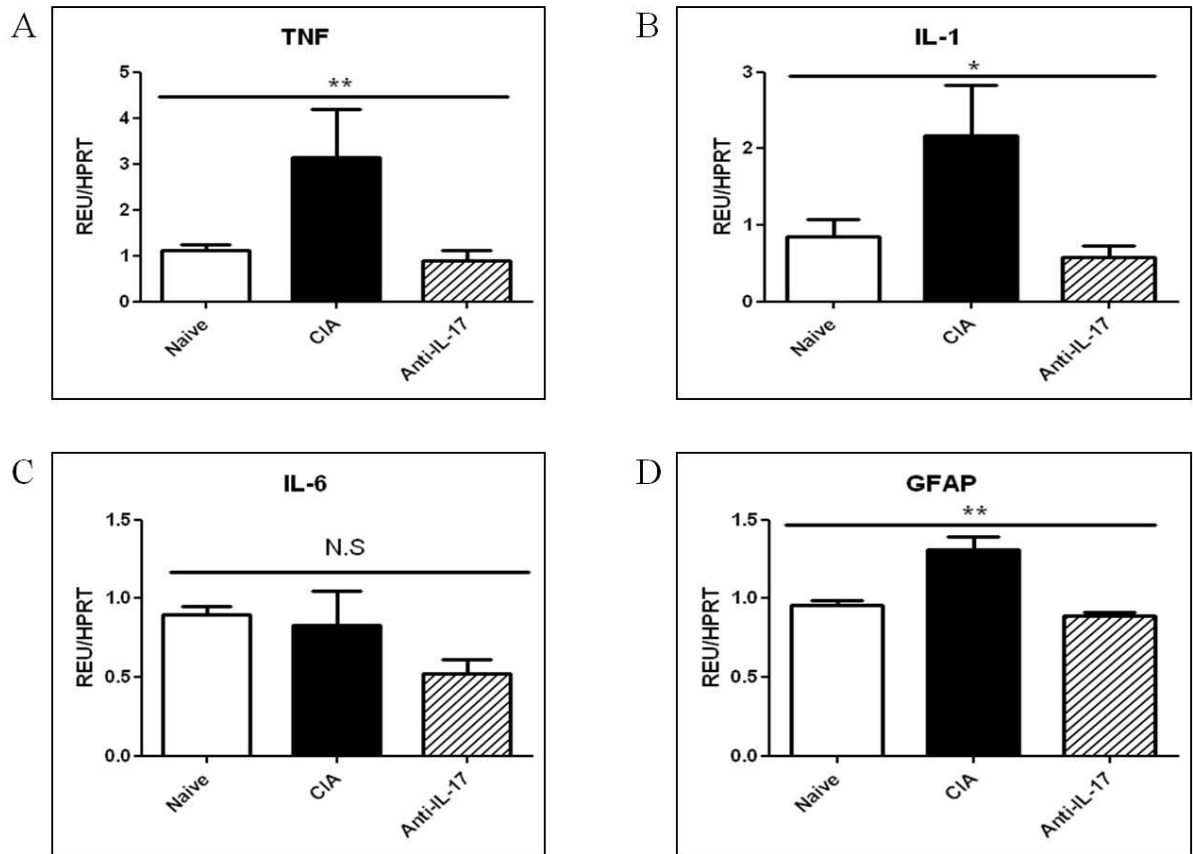 A
TNF
**
REU/HPRT
5
4
3
2
1
0
Naive
CIA
Anti-IL-17
B
IL-1
*
REU/HPRT
3
2
1
0
Naive
CIA
Anti-IL-17
C
IL-6
N.S
REU/HPRT
1.5
1.0
0.5
0.0
Naive
CIA
Anti-IL-17
D
GFAP
**
REU/HPRT
1.5
1.0
0.5
0.0
Naive
CIA
Anti-IL-17